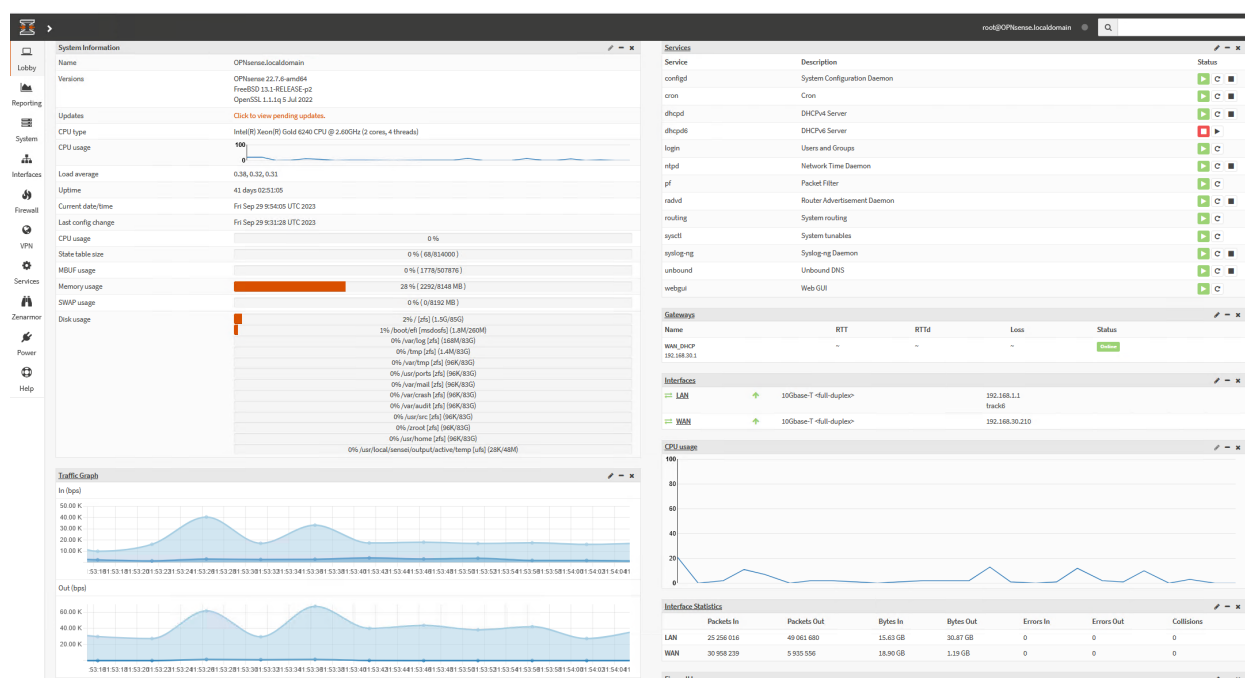 root@OPNsense.localdomain
Lobby
Reporting
System
Interfaces
Firewall
VPN
Services
Zenarmor
Power
Help
System Information
Name OPNsense.localdomain
Versions OPNsense 22.7.6-amd64
FreeBSD 13.1-RELEASE-p2
OpenSSL 1.1.1q 5 Jul 2022
Updates Click to view pending updates.
CPU type Intel(R) Xeon(R) Gold 6240 CPU @ 2.60GHz (2 cores, 4 threads)
CPU usage 100
0
Load average 0.38, 0.32, 0.31
Uptime 41 days 02:51:05
Current date/time Fri Sep 29 9:54:05 UTC 2023
Last config change Fri Sep 29 9:31:28 UTC 2023
CPU usage 0 %
State table size 0 % ( 68/814000 )
MBUF usage 0 % ( 1778/507876 )
Memory usage 28 % ( 2292/8148 MB )
SWAP usage 0 % ( 0/8192 MB )
Disk usage 2% / [zfs] (1.5G/85G)
1% /boot/efi [msdosfs] (1.8M/260M)
0% /var/log [zfs] (168M/83G)
0% /tmp [zfs] (1.4M/83G)
0% /var/tmp [zfs] (96K/83G)
0% /usr/ports [zfs] (96K/83G)
0% /var/mail [zfs] (96K/83G)
0% /var/crash [zfs] (96K/83G)
0% /var/audit [zfs] (96K/83G)
0% /usr/src [zfs] (96K/83G)
0% /zroot [zfs] (96K/83G)
0% /usr/home [zfs] (96K/83G)
0% /usr/local/sensei/output/active/temp [ufs] (28K/48M)
Traffic Graph
In (bps)
50.00 K
40.00 K
30.00 K
20.00 K
10.00 K
Out (bps)
60.00 K
40.00 K
20.00 K
Services
Service Description Status
configd System Configuration Daemon
cron Cron
dhcpd DHCPv4 Server
dhcpd6 DHCPv6 Server
login Users and Groups
ntpd Network Time Daemon
pf Packet Filter
radvd Router Advertisement Daemon
routing System routing
sysctl System tunables
syslog-ng Syslog-ng Daemon
unbound Unbound DNS
webgui Web GUI
Gateways
Name RTT RTTd Loss Status
WAN_DHCP ~ ~ ~ Online
192.168.30.1
Interfaces
LAN 10Gbase-T <full-duplex> 192.168.1.1
track6
WAN 10Gbase-T <full-duplex> 192.168.30.210
CPU usage
100
80
60
40
20
0
Interface Statistics
Packets In Packets Out Bytes In Bytes Out Errors In Errors Out Collisions
LAN 25 256 016 49 061 680 15.63 GB 30.87 GB 0 0 0
WAN 30 958 239 5 935 556 18.90 GB 1.19 GB 0 0 0